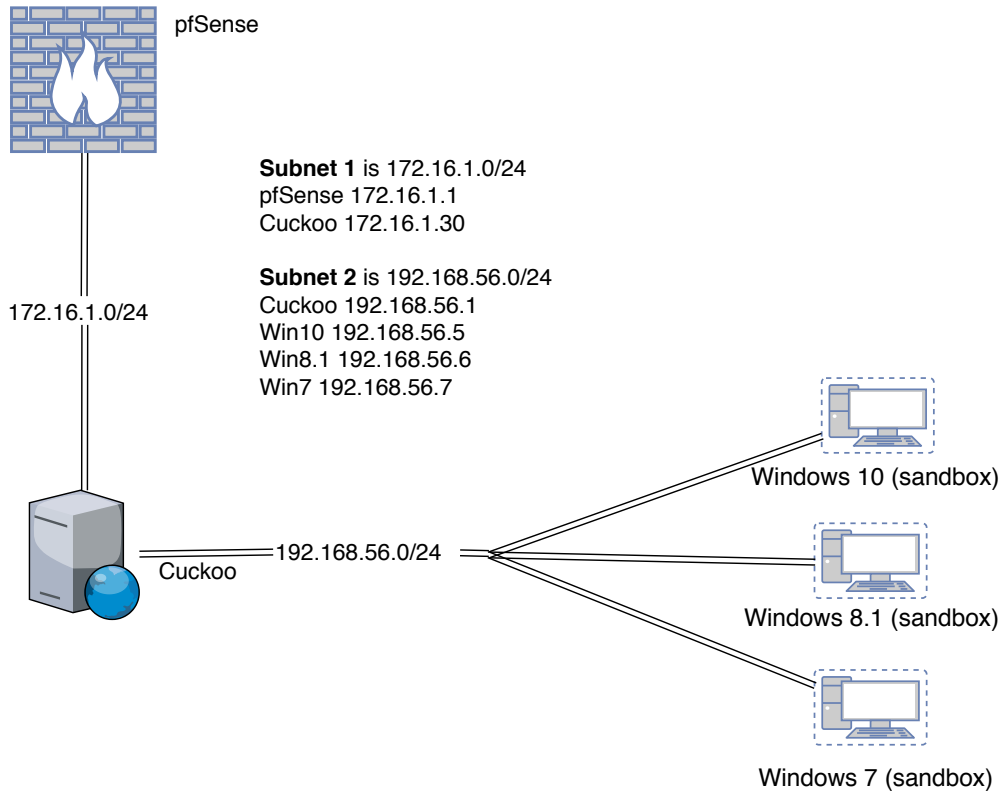 pfSense
Subnet 1 is 172.16.1.0/24
pfSense 172.16.1.1
Cuckoo 172.16.1.30
Subnet 2 is 192.168.56.0/24
Cuckoo 192.168.56.1
Win10 192.168.56.5
Win8.1 192.168.56.6
Win7 192.168.56.7
172.16.1.0/24
Windows 10 (sandbox)
192.168.56.0/24
Cuckoo
Windows 8.1 (sandbox)
Windows 7 (sandbox)